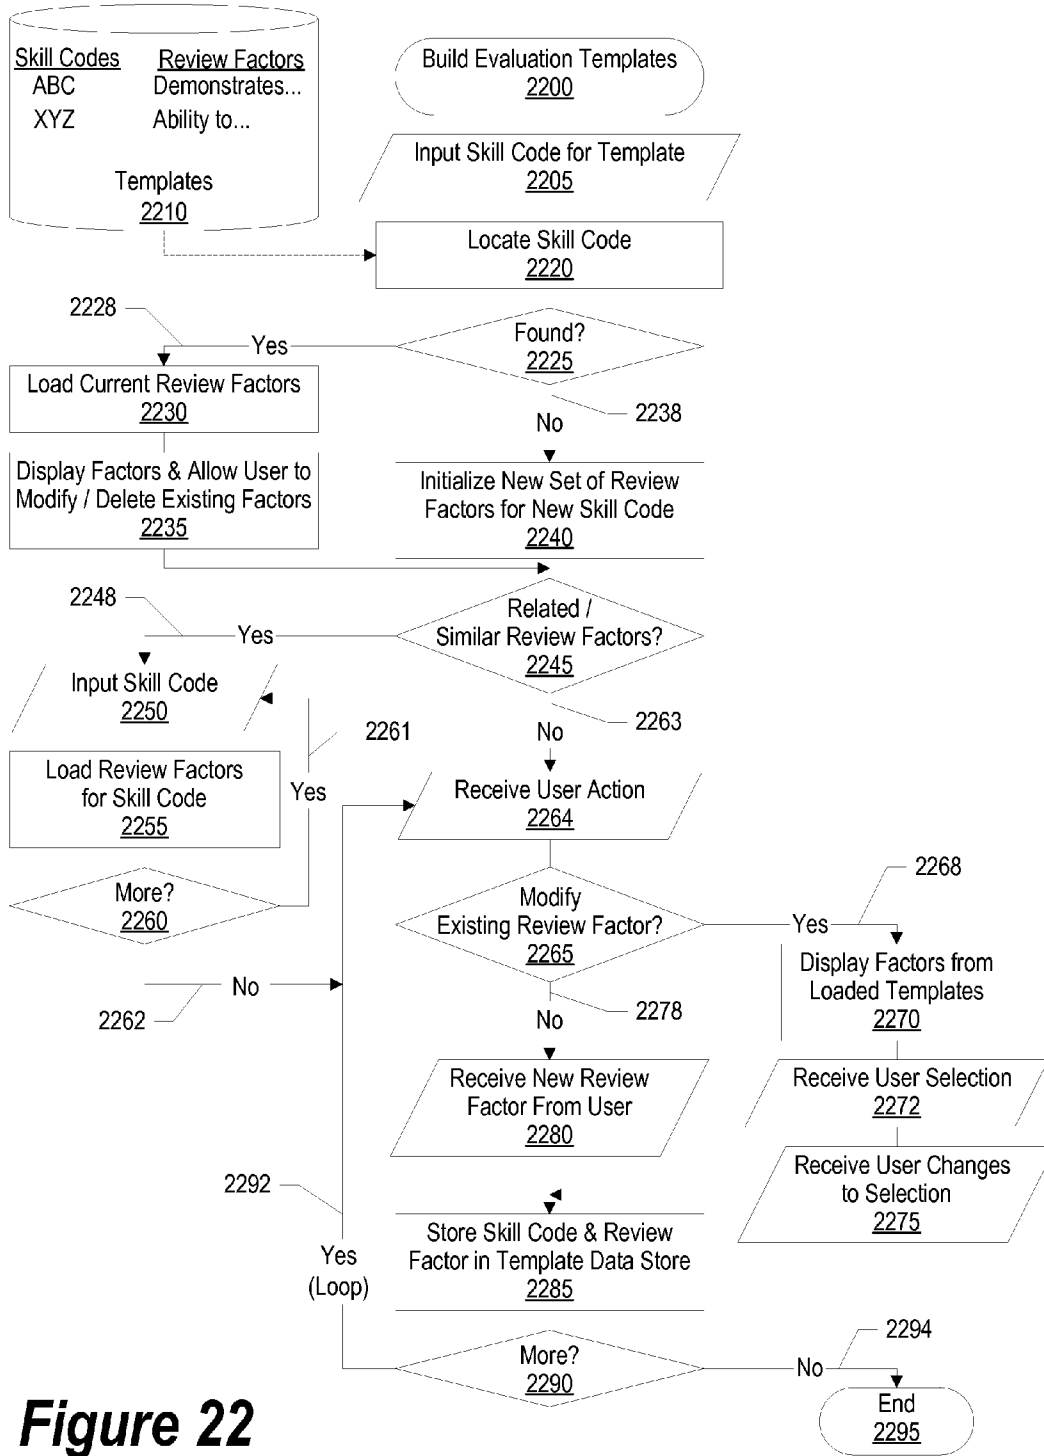 Skill Codes Review Factors
ABC Demonstrates...
XYZ Ability to...
Templates
2210
Build Evaluation Templates
2200
Input Skill Code for Template
2205
Locate Skill Code
2220
2228
Yes
Found?
2225
Load Current Review Factors
2230
2238
No
Display Factors & Allow User to
Modify / Delete Existing Factors
2235
Initialize New Set of Review
Factors for New Skill Code
2240
2248
Yes
Related /
Similar Review Factors?
2245
Input Skill Code
2250
2261
2263
No
Load Review Factors
for Skill Code
2255
Yes
Receive User Action
2264
More?
2260
Modify
Existing Review Factor?
2265
2268
Yes
No
2262
2278
No
Display Factors from
Loaded Templates
2270
Receive New Review
Factor From User
2280
Receive User Selection
2272
Receive User Changes
to Selection
2275
2292
Yes
(Loop)
Store Skill Code & Review
Factor in Template Data Store
2285
More?
2290
2294
No
End
2295
Figure 22